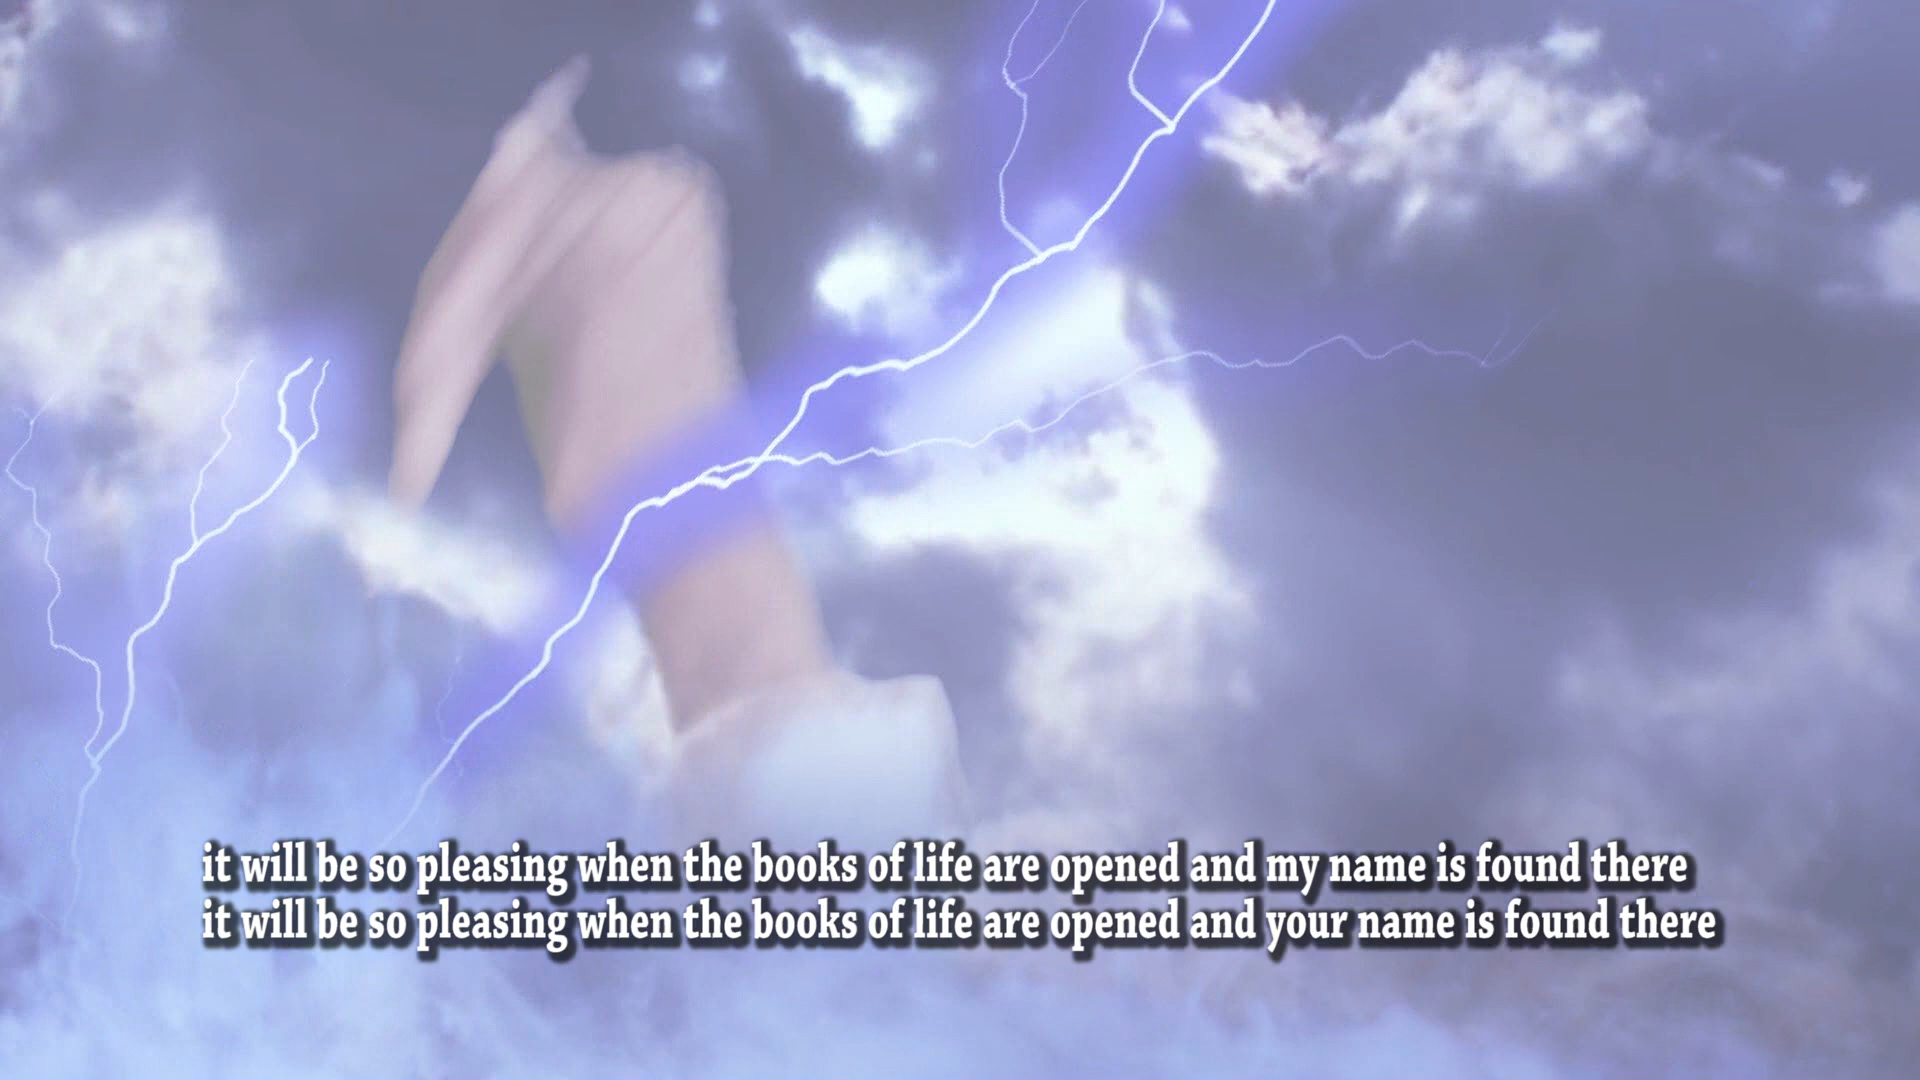 it will be so pleasing when the books of life are opened and my name is found there
it will be so pleasing when the books of life are opened and your name is found there